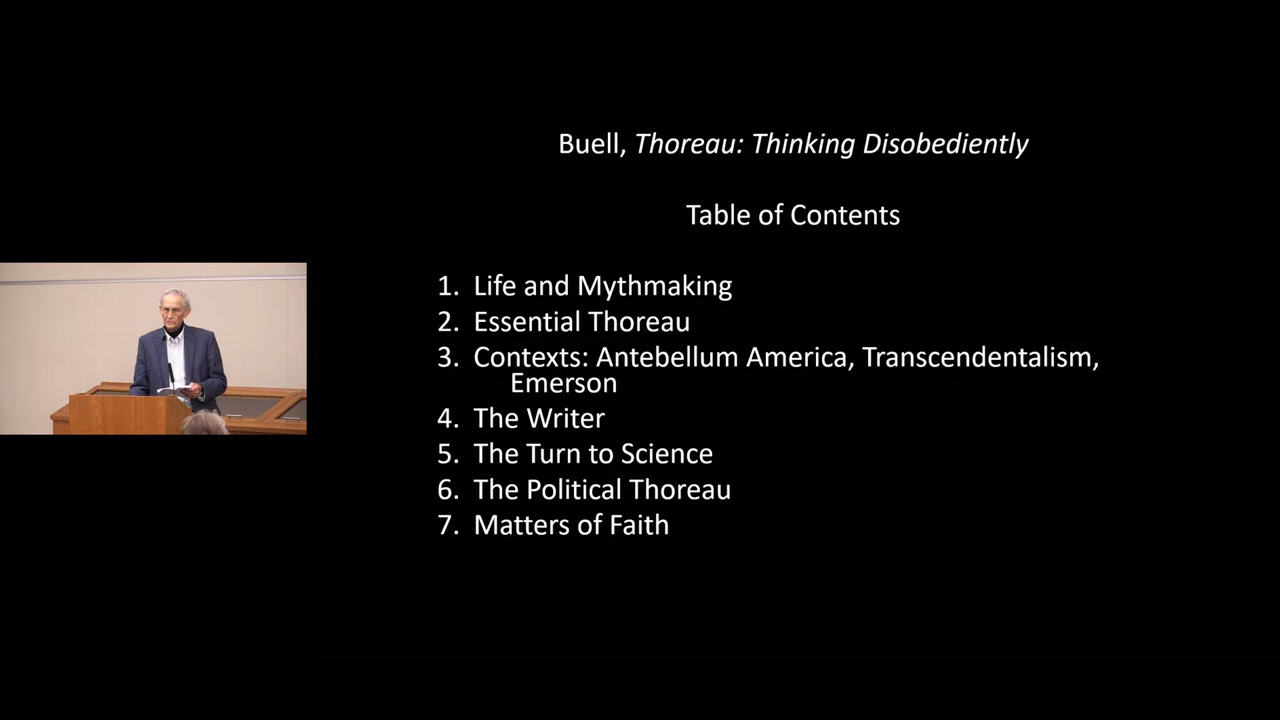 Buell, Thoreau: Thinking Disobediently
Table of Contents
1. Life and Mythmaking
2. Essential Thoreau
3. Contexts: Antebellum America, Transcendentalism,
Emerson
4. The Writer
5. The Turn to Science
6. The Political Thoreau
7. Matters of Faith